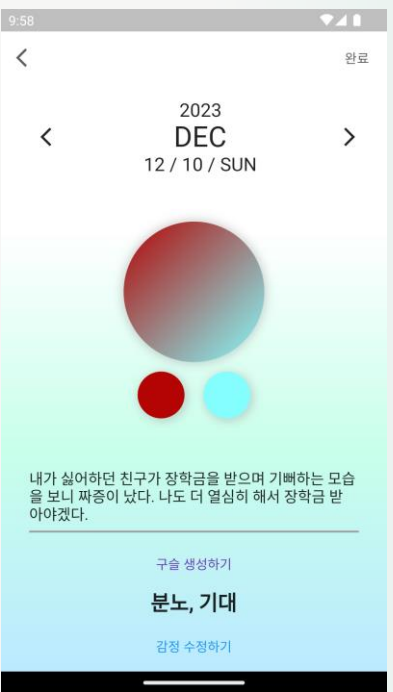 9:58
완료
2023
DEC
12 / 10 / SUN
내가 싫어하던 친구가 장학금을 받으며 기뻐하는 모습
을 보니 짜증이 났다. 나도 더 열심히 해서 장학금 받
아야겠다.
구슬 생성하기
분노, 기대
감정 수정하기